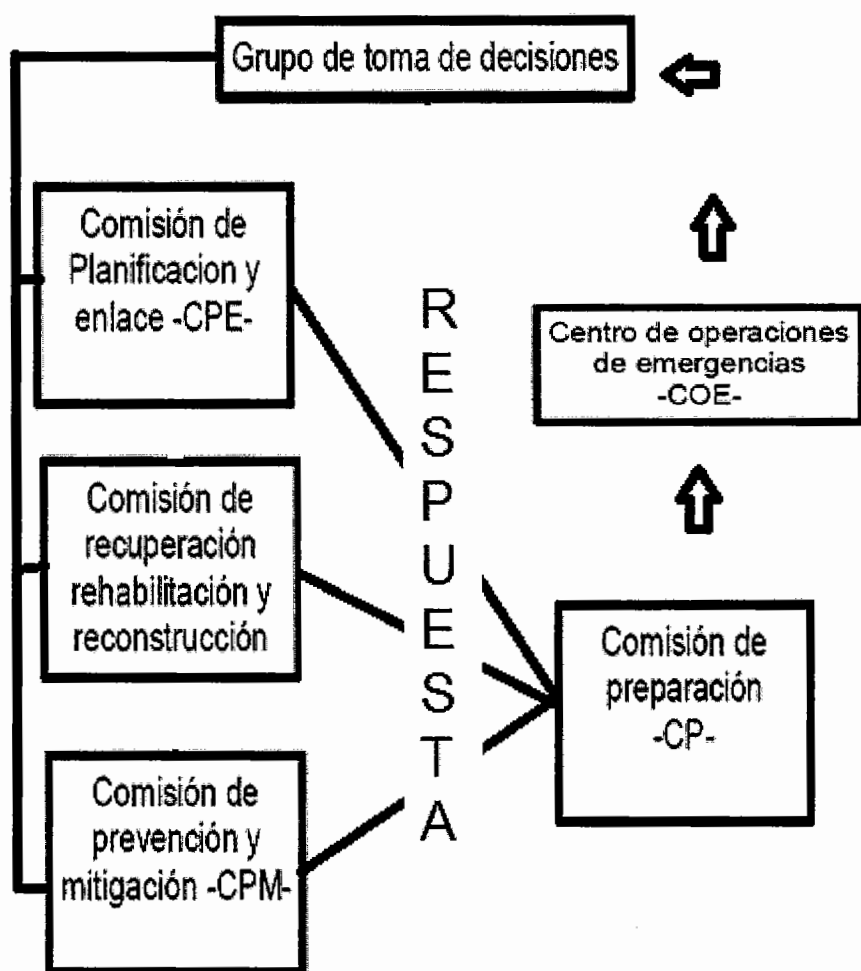 Grupo de toma de decisiones
Comisión de
Planificacion y
enlace -CPE-
Comisión de
recuperación
rehabilitación y
reconstrucción
Comisión de
prevención y
mitigación -CPM-
R
E
S
P
U
E
S
T
A
Centro de operaciones
de emergencias
-COE-
Comisión de
preparación
-CP-